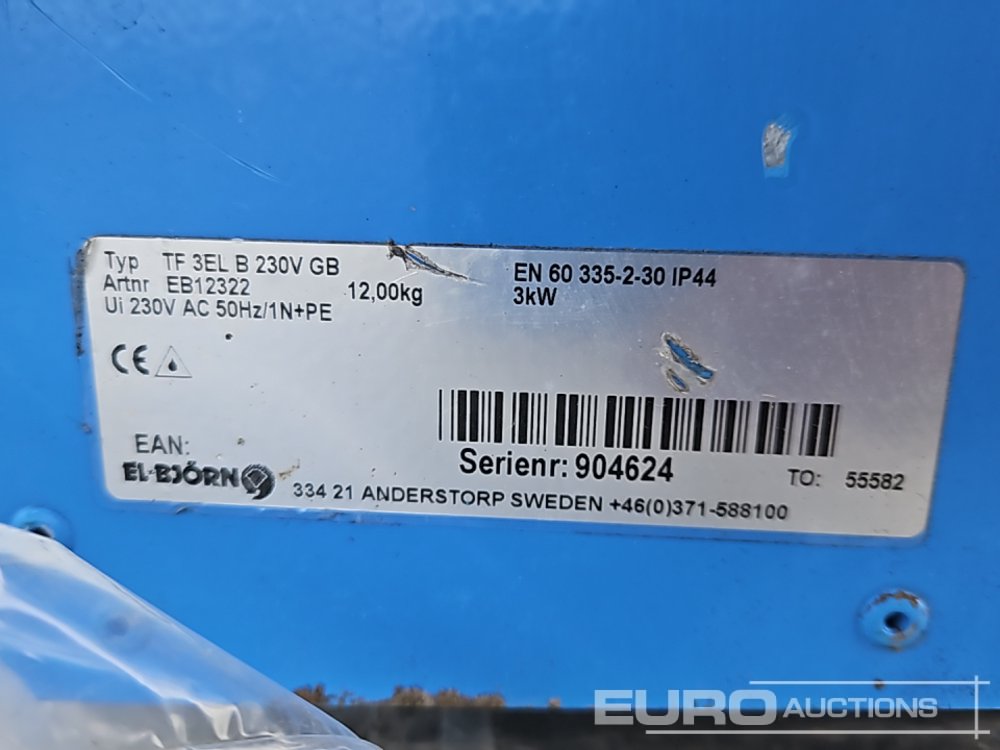 Typ TF 3EL B 230V GB
Artnr EB12322 12,00kg
Ui 230V AC 50Hz/1N+PE
EN 60 335-2-30 IP44
3kW
CE
EAN:
EL-BJÖRN
Serienr: 904624
TO: 55582
334 21 ANDERSTORP SWEDEN +46(0)371-588100
EURO AUCTIONS